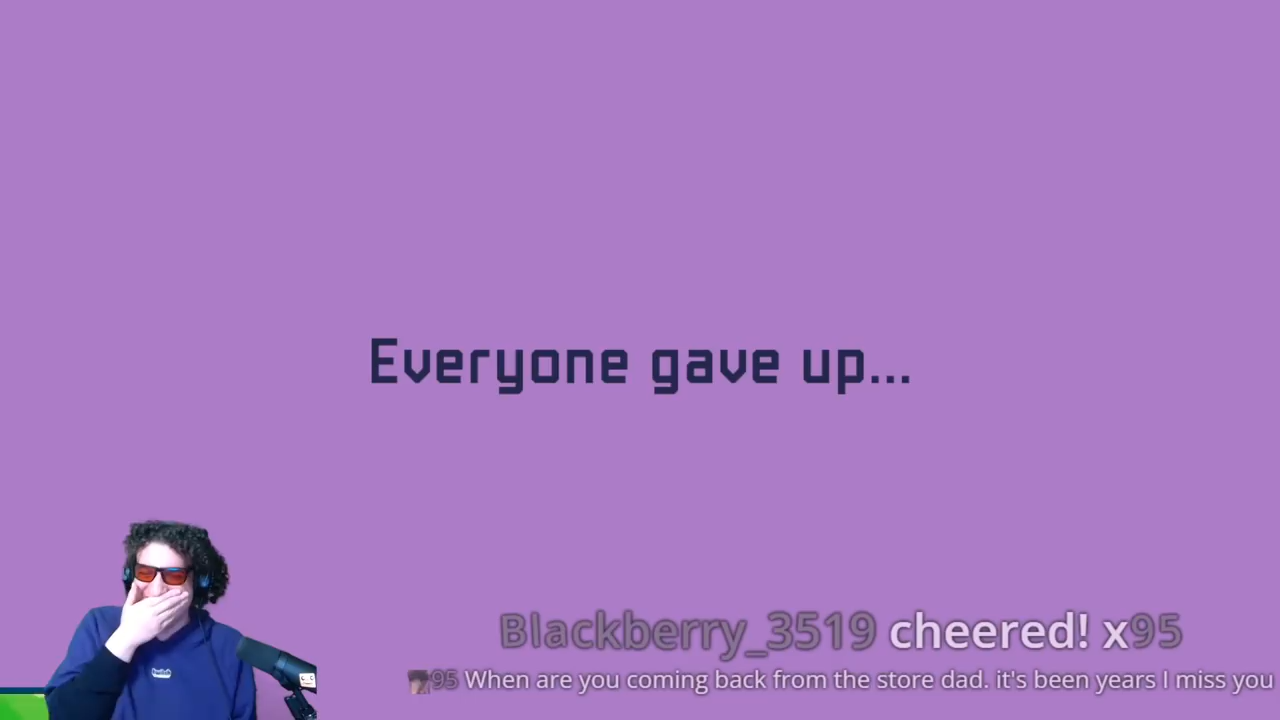 Everyone gave up...
Blackberry_3519 cheered! x95
95 When are you coming back from the store dad. it's been years I miss you